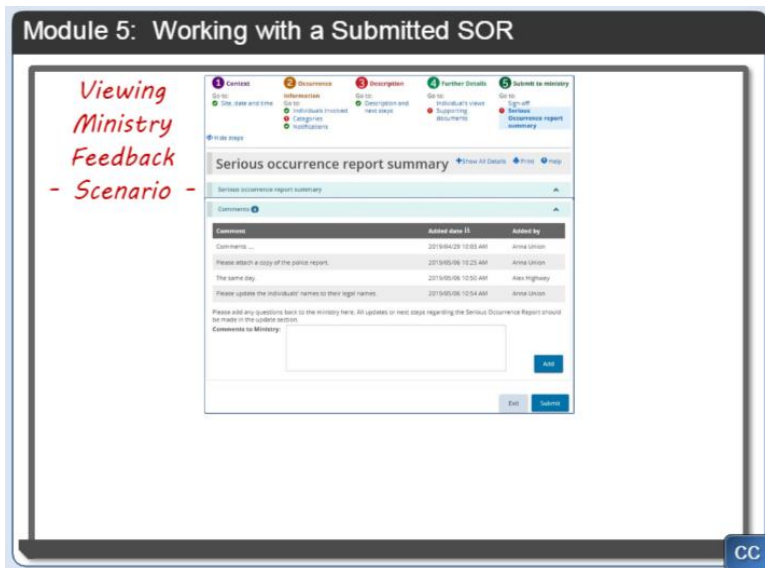 Module 5: Working with a Submitted SOR
Viewing
Ministry
Feedback
- Scenario -
1 Context
Go to:
Site, date and time
2 Occurrence
Information
Go to:
Individuals involved
Categories
Notifications
3 Description
Go to:
Description and
next steps
4 Further Details
Go to:
Individual's views
Supporting
documents
5 Submit to ministry
Go to:
Sign-off
Serious
Occurrence report
summary
Hide steps
Serious occurrence report summary
Show All Details Print Help
Serious occurrence report summary
Comments
Comment Added date Added by
Comments .... 2019/04/29 10:03 AM Anna Union
Please attach a copy of the police report. 2019/05/06 10:25 AM Anna Union
The same day. 2019/05/06 10:50 AM Alex Highway
Please update the individuals' names to their legal names. 2019/05/06 10:54 AM Anna Union
Please add any questions back to the ministry here. All updates or next steps regarding the Serious Occurrence Report should
be made in the update section.
Comments to Ministry:
Add
Exit Submit
CC